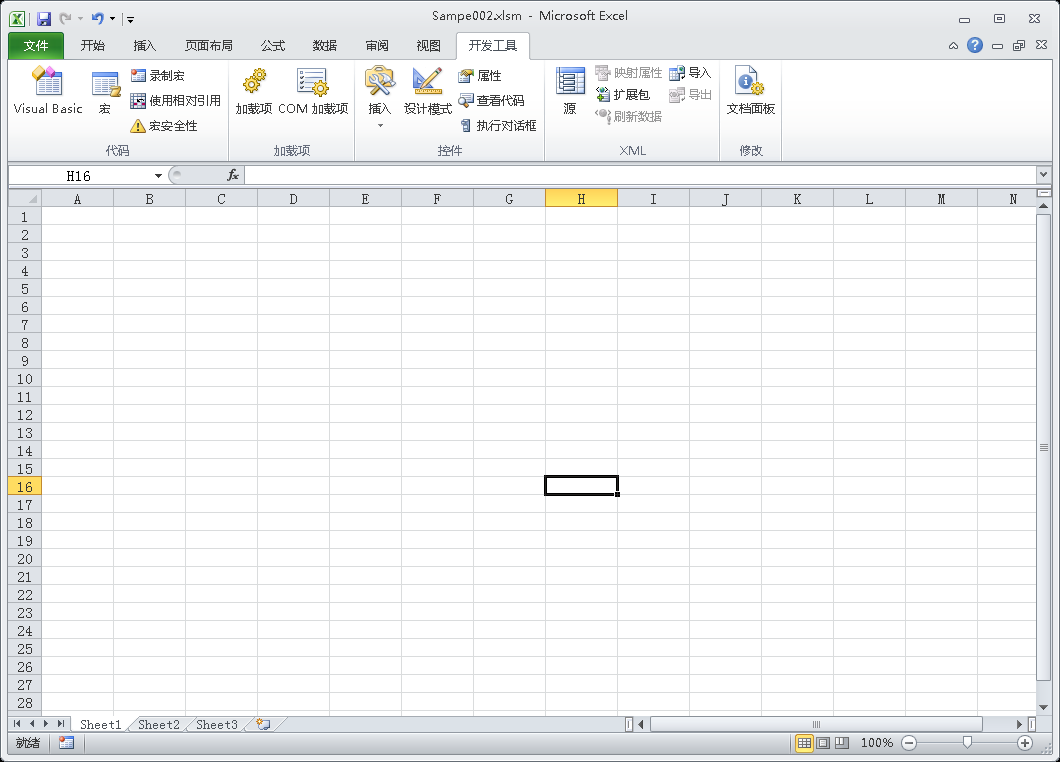 Sampe002.xlsm - Microsoft Excel
文件 开始 插入 页面布局 公式 数据 审阅 视图 开发工具
Visual Basic
宏
录制宏
使用相对引用
宏安全性
代码
加载项
COM 加载项
加载项
插入
设计模式
属性
查看代码
执行对话框
控件
源
映射属性
扩展包
刷新数据
导入
导出
XML
文档面板
修改
H16
fx
A B C D E F G H I J K L M N
1
2
3
4
5
6
7
8
9
10
11
12
13
14
15
16
17
18
19
20
21
22
23
24
25
26
27
28
Sheet1 Sheet2 Sheet3
就绪
100%